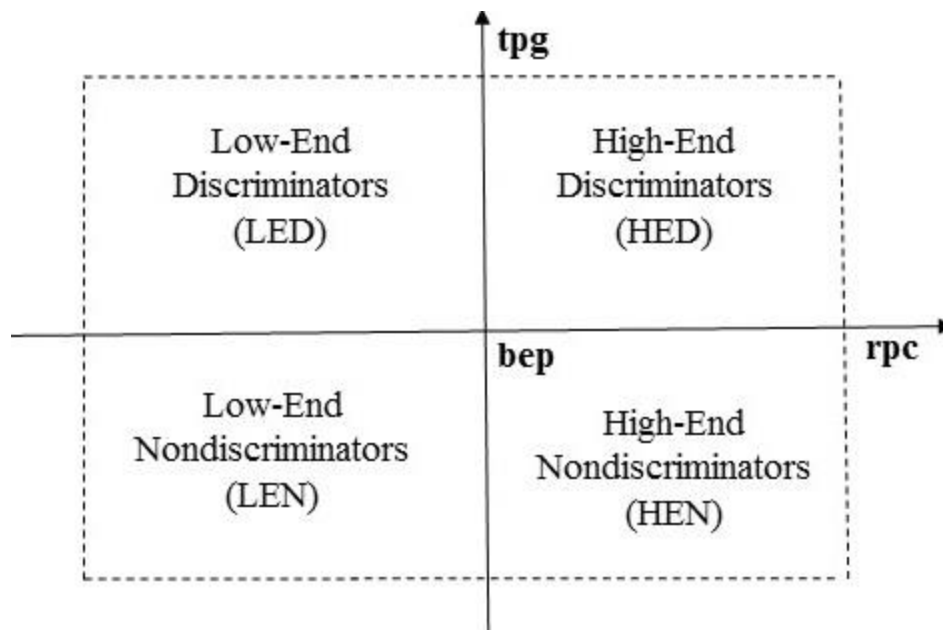 tpg
Low-End
Discriminators
(LED)
High-End
Discriminators
(HED)
bep
rpc
Low-End
Nondiscriminators
(LEN)
High-End
Nondiscriminators
(HEN)